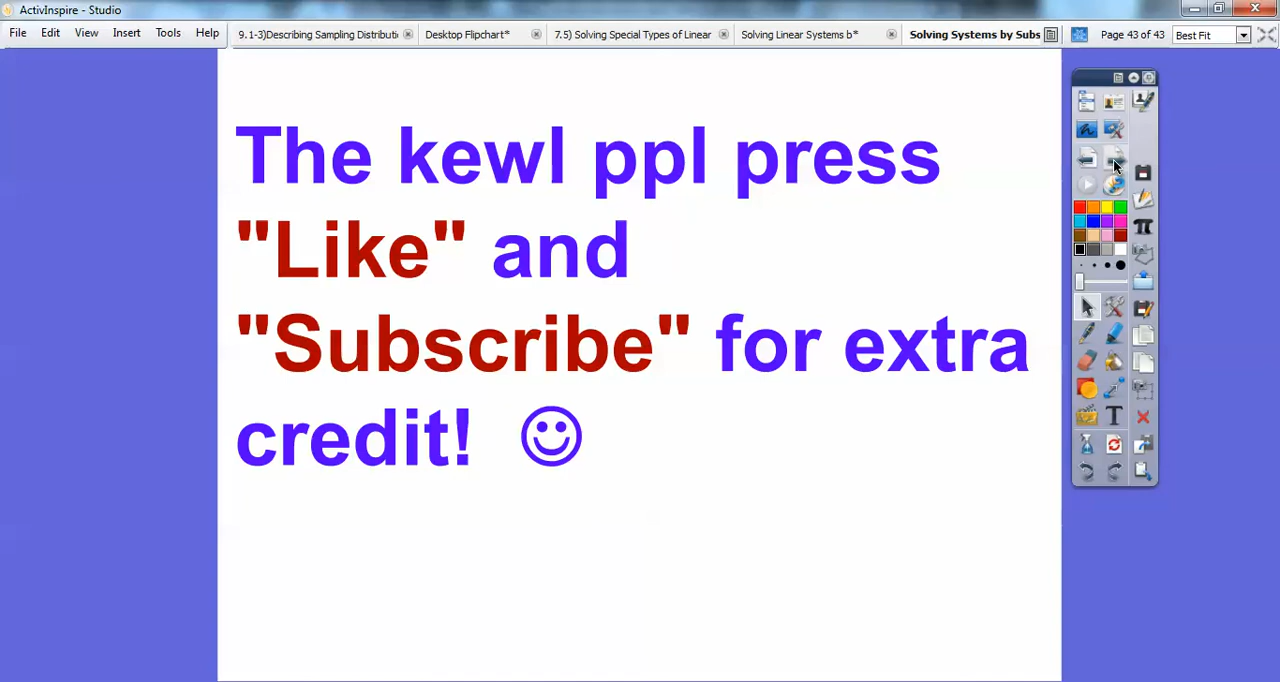 ActivInspire - Studio
File Edit View Insert Tools Help 9.1-3)Describing Sampling Distributi Desktop Flipchart* 7.5) Solving Special Types of Linear Solving Linear Systems b* Solving Systems by Subs Page 43 of 43 Best Fit
The kewl ppl press
"Like" and
"Subscribe" for extra
credit! ☺